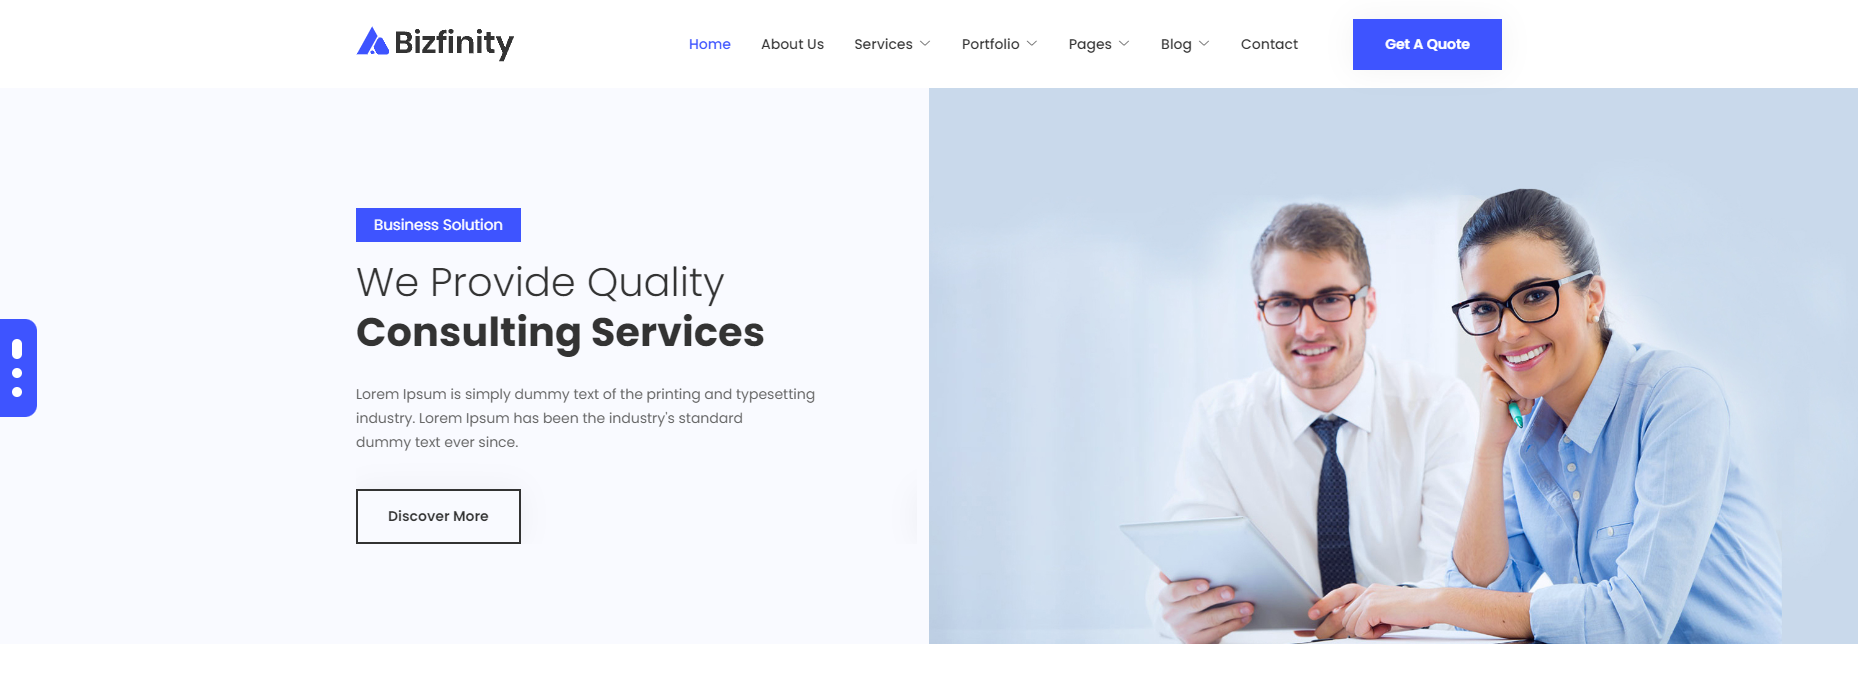 Bizfinity
Home About Us Services Portfolio Pages Blog Contact Get A Quote
Business Solution
We Provide Quality
Consulting Services
Lorem Ipsum is simply dummy text of the printing and typesetting
industry. Lorem Ipsum has been the industry's standard
dummy text ever since.
Discover More